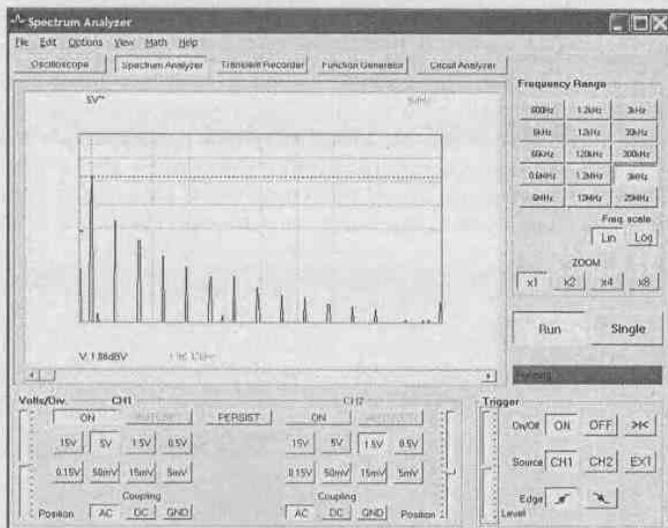 Spectrum Analyzer
File Edit Options View Math Help
Oscilloscope Spectrum Analyzer Transient Recorder Function Generator Circuit Analyzer
5V~
Frequency Range
600Hz 1.2kHz 3kHz
6kHz 12kHz 30kHz
60kHz 120kHz 300kHz
0.6MHz 1.2MHz 3MHz
6MHz 12MHz 25MHz
Freq. scale
Lin Log
ZOOM
x1 x2 x4 x8
Run Single
V: 1.86dBV
Volts/Div. CH1 CH2
ON PERSIST ON
15V 5V 1.5V 0.5V 15V 5V 1.5V 0.5V
0.15V 50mV 15mV 5mV 0.15V 50mV 15mV 5mV
Coupling Coupling
Position AC DC GND AC DC GND Position
Trigger
On/Off ON OFF >|<
Source CH1 CH2 EXT
Edge
Level